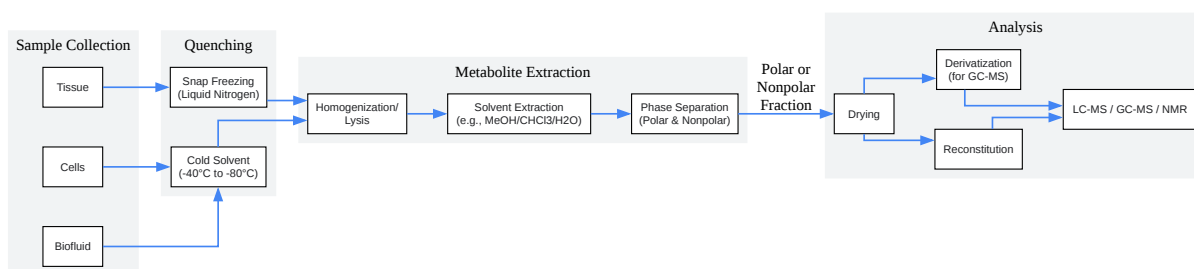 Sample Collection
Tissue
Cells
Biofluid
Quenching
Snap Freezing
(Liquid Nitrogen)
Cold Solvent
(-40°C to -80°C)
Metabolite Extraction
Homogenization/
Lysis
Solvent Extraction
(e.g., MeOH/CHCl3/H2O)
Phase Separation
(Polar & Nonpolar)
Polar or
Nonpolar
Fraction
Analysis
Drying
Derivatization
(for GC-MS)
Reconstitution
LC-MS / GC-MS / NMR